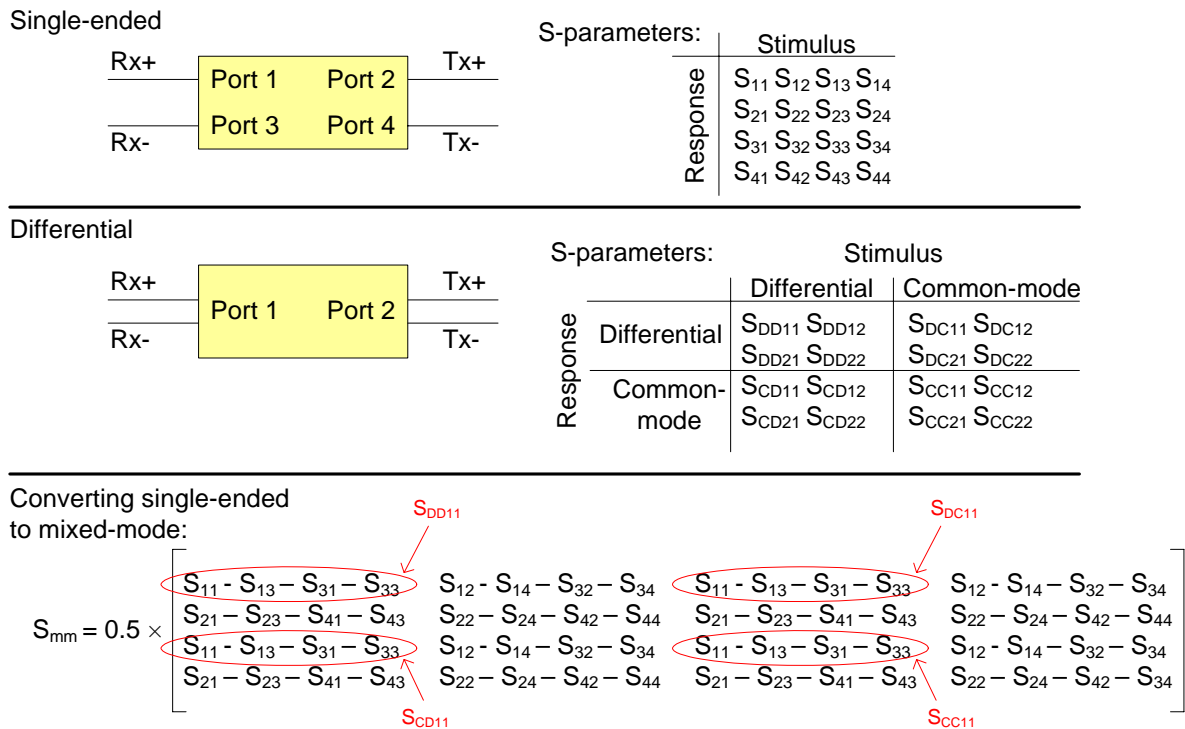 Single-ended
Rx+
Port 1 Port 2
Tx+
Port 3 Port 4
Rx-
Tx-
S-parameters:
Stimulus
Response
S11 S12 S13 S14
S21 S22 S23 S24
S31 S32 S33 S34
S41 S42 S43 S44
Differential
Rx+
Port 1 Port 2
Tx+
Rx-
Tx-
S-parameters:
Stimulus
Differential Common-mode
Response
Differential
SDD11 SDD12 SDC11 SDC12
SDD21 SDD22 SDC21 SDC22
Common-
mode
SCD11 SCD12 SCC11 SCC12
SCD21 SCD22 SCC21 SCC22
Converting single-ended
to mixed-mode:
SDD11
SDC11
Smm = 0.5 ×
S11 - S13 – S31 – S33 S12 - S14 – S32 – S34 S11 - S13 – S31 – S33 S12 - S14 – S32 – S34
S21 – S23 – S41 – S43 S22 – S24 – S42 – S44 S21 – S23 – S41 – S43 S22 – S24 – S42 – S44
S11 - S13 – S31 – S33 S12 - S14 – S32 – S34 S11 - S13 – S31 – S33 S12 - S14 – S32 – S34
S21 – S23 – S41 – S43 S22 – S24 – S42 – S44 S21 – S23 – S41 – S43 S22 – S24 – S42 – S34
SCD11
SCC11